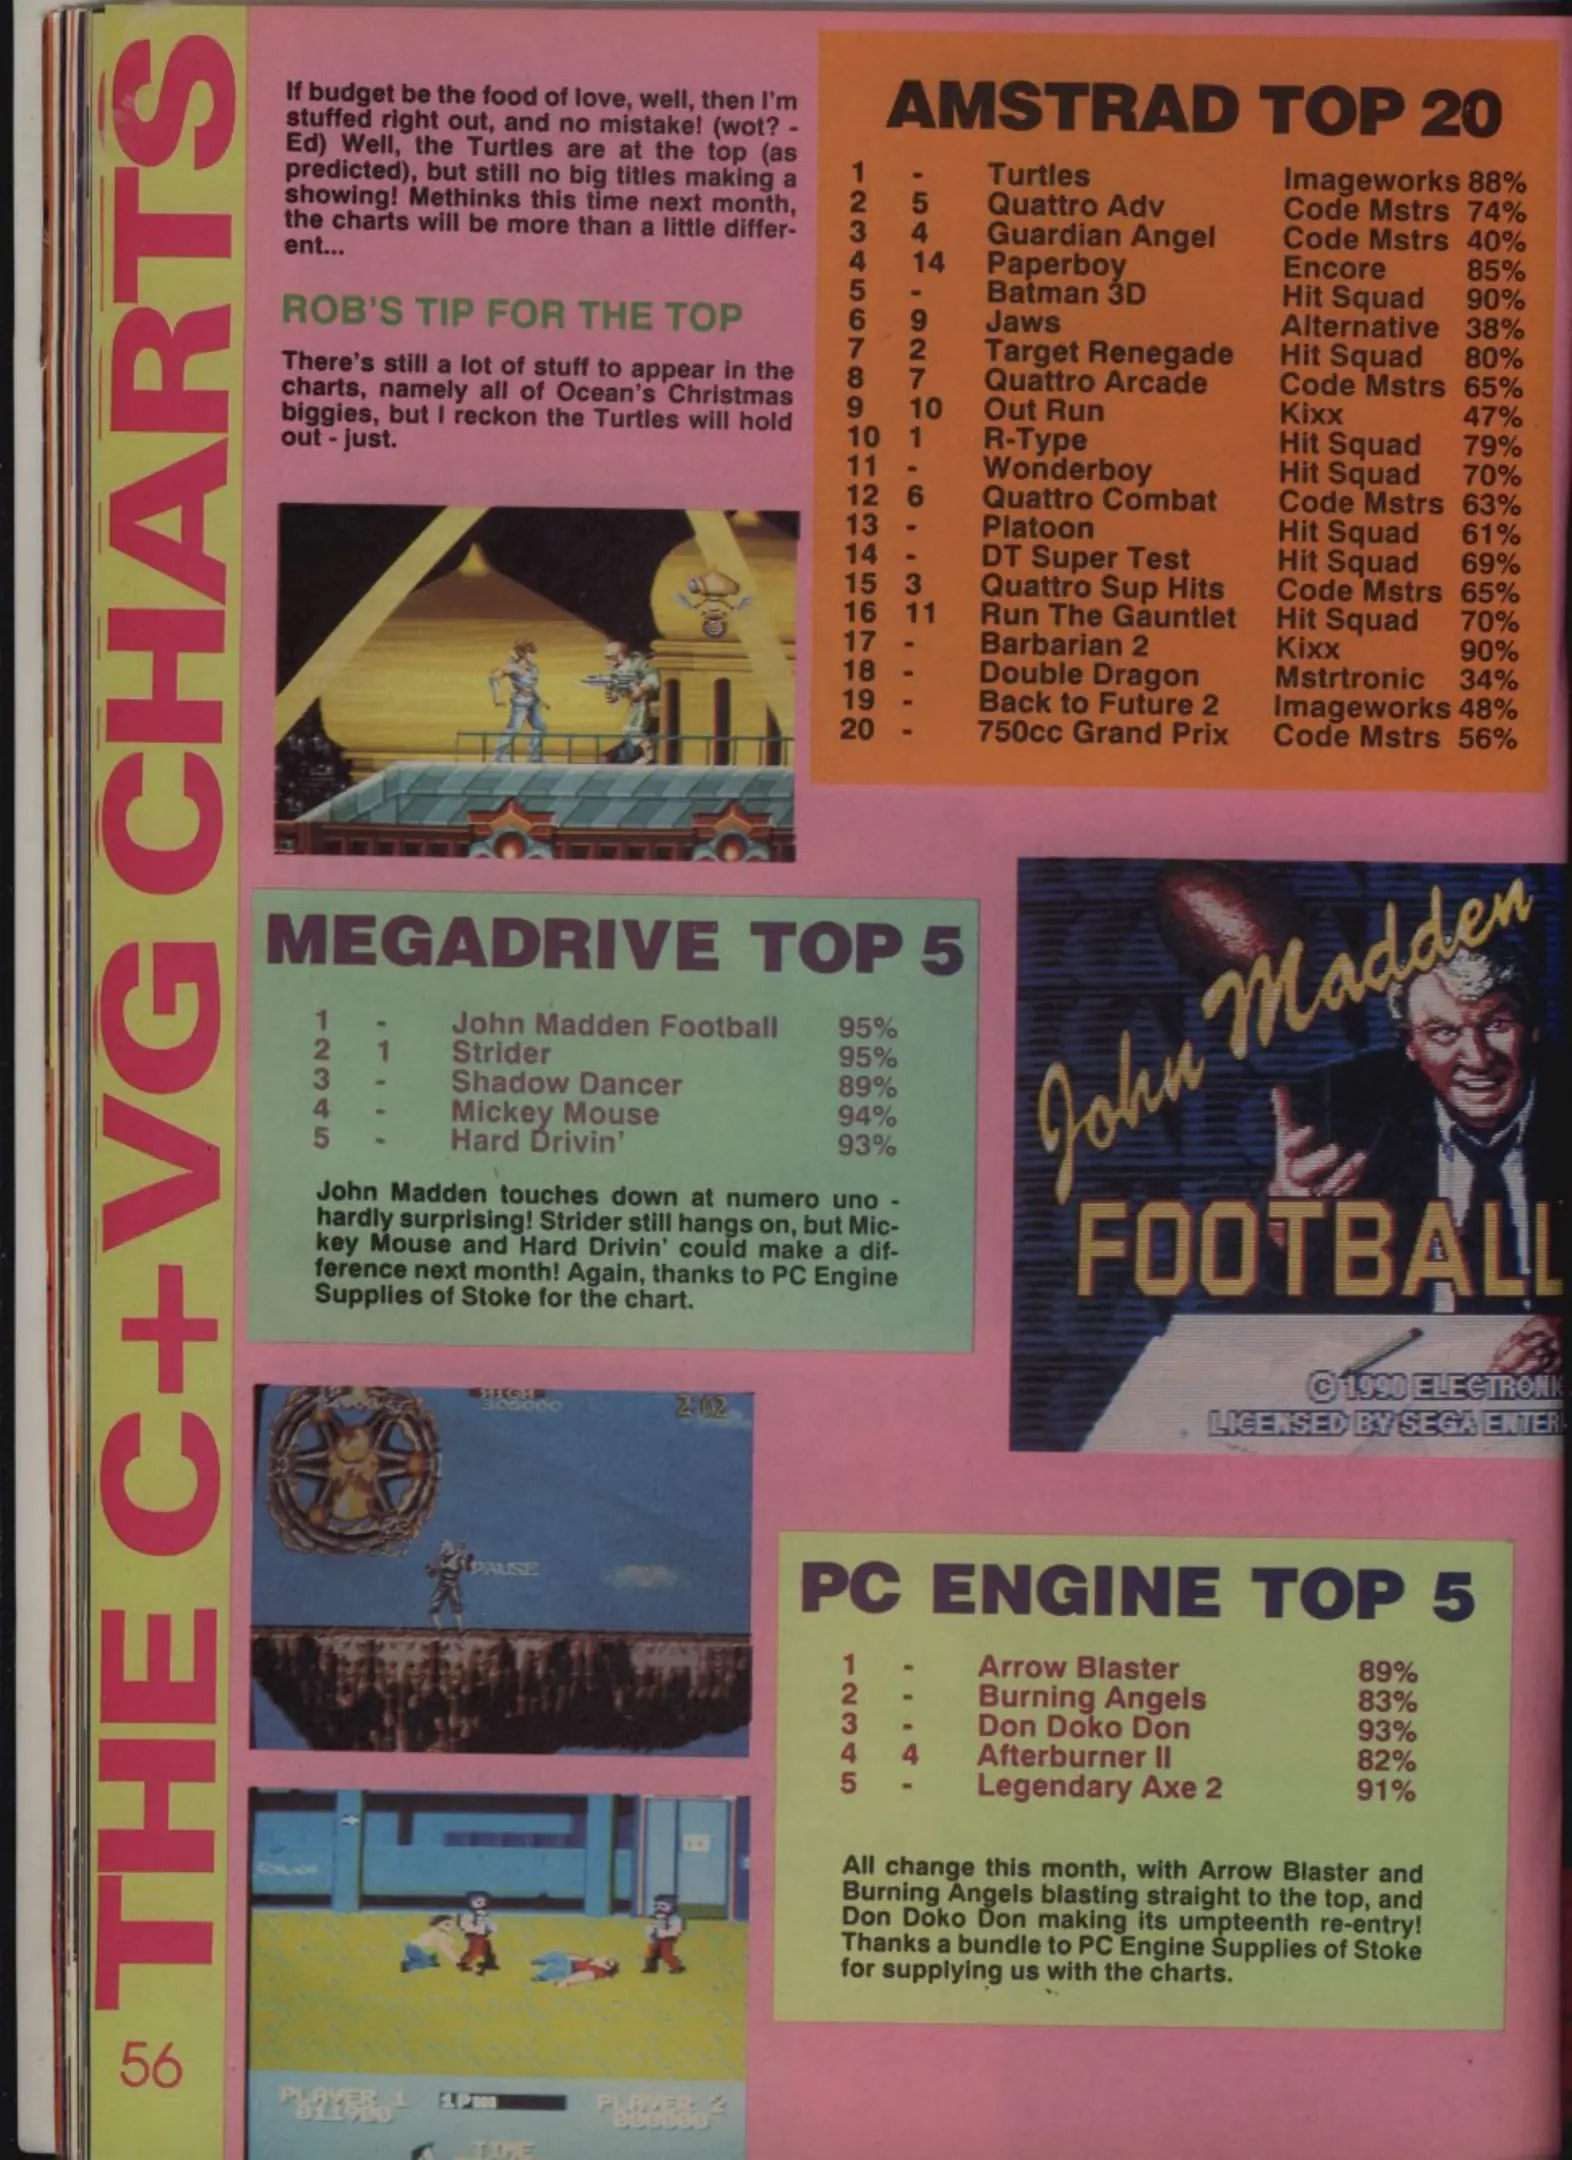 THE C+VG CHARTS
If budget be the food of love, well, then I'm
stuffed right out, and no mistake! (wot? -
Ed) Well, the Turtles are at the top (as
predicted), but still no big titles making a
showing! Methinks this time next month,
the charts will be more than a little differ-
ent...
ROB'S TIP FOR THE TOP
There's still a lot of stuff to appear in the
charts, namely all of Ocean's Christmas
biggies, but I reckon the Turtles will hold
out - just.
AMSTRAD TOP 20
1 - Turtles Imageworks 88%
2 5 Quattro Adv Code Mstrs 74%
3 4 Guardian Angel Code Mstrs 40%
4 14 Paperboy Encore 85%
5 - Batman 3D Hit Squad 90%
6 9 Jaws Alternative 38%
7 2 Target Renegade Hit Squad 80%
8 7 Quattro Arcade Code Mstrs 65%
9 10 Out Run Kixx 47%
10 1 R-Type Hit Squad 79%
11 - Wonderboy Hit Squad 70%
12 6 Quattro Combat Code Mstrs 63%
13 - Platoon Hit Squad 61%
14 - DT Super Test Hit Squad 69%
15 3 Quattro Sup Hits Code Mstrs 65%
16 11 Run The Gauntlet Hit Squad 70%
17 - Barbarian 2 Kixx 90%
18 - Double Dragon Mstrtronic 34%
19 - Back to Future 2 Imageworks 48%
20 - 750cc Grand Prix Code Mstrs 56%
MEGADRIVE TOP 5
1 - John Madden Football 95%
2 1 Strider 95%
3 - Shadow Dancer 89%
4 - Mickey Mouse 94%
5 - Hard Drivin' 93%
John Madden touches down at numero uno -
hardly surprising! Strider still hangs on, but Mic-
key Mouse and Hard Drivin' could make a dif-
ference next month! Again, thanks to PC Engine
Supplies of Stoke for the chart.
John Madden
FOOTBALL
© 1990 ELECTRONI
LICENSED BY SEGA ENTER
HIGH
2:02
PAUSE
PC ENGINE TOP 5
1 - Arrow Blaster 89%
2 - Burning Angels 83%
3 - Don Doko Don 93%
4 4 Afterburner II 82%
5 - Legendary Axe 2 91%
All change this month, with Arrow Blaster and
Burning Angels blasting straight to the top, and
Don Doko Don making its umpteenth re-entry!
Thanks a bundle to PC Engine Supplies of Stoke
for supplying us with the charts.
PLAYER 1 1P PLAYER 2
011900 000000
TIME
56